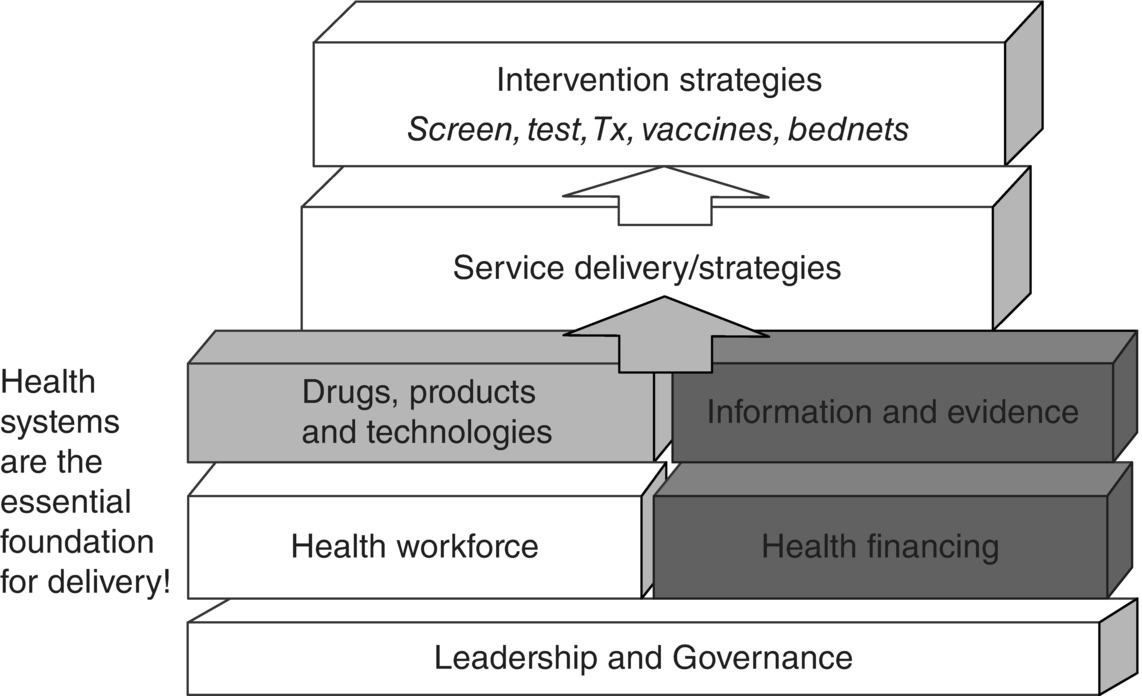 Intervention strategies
Screen, test, Tx, vaccines, bednets
Service delivery/strategies
Health
systems
are the
essential
foundation
for delivery!
Drugs, products
and technologies
Information and evidence
Health workforce
Health financing
Leadership and Governance